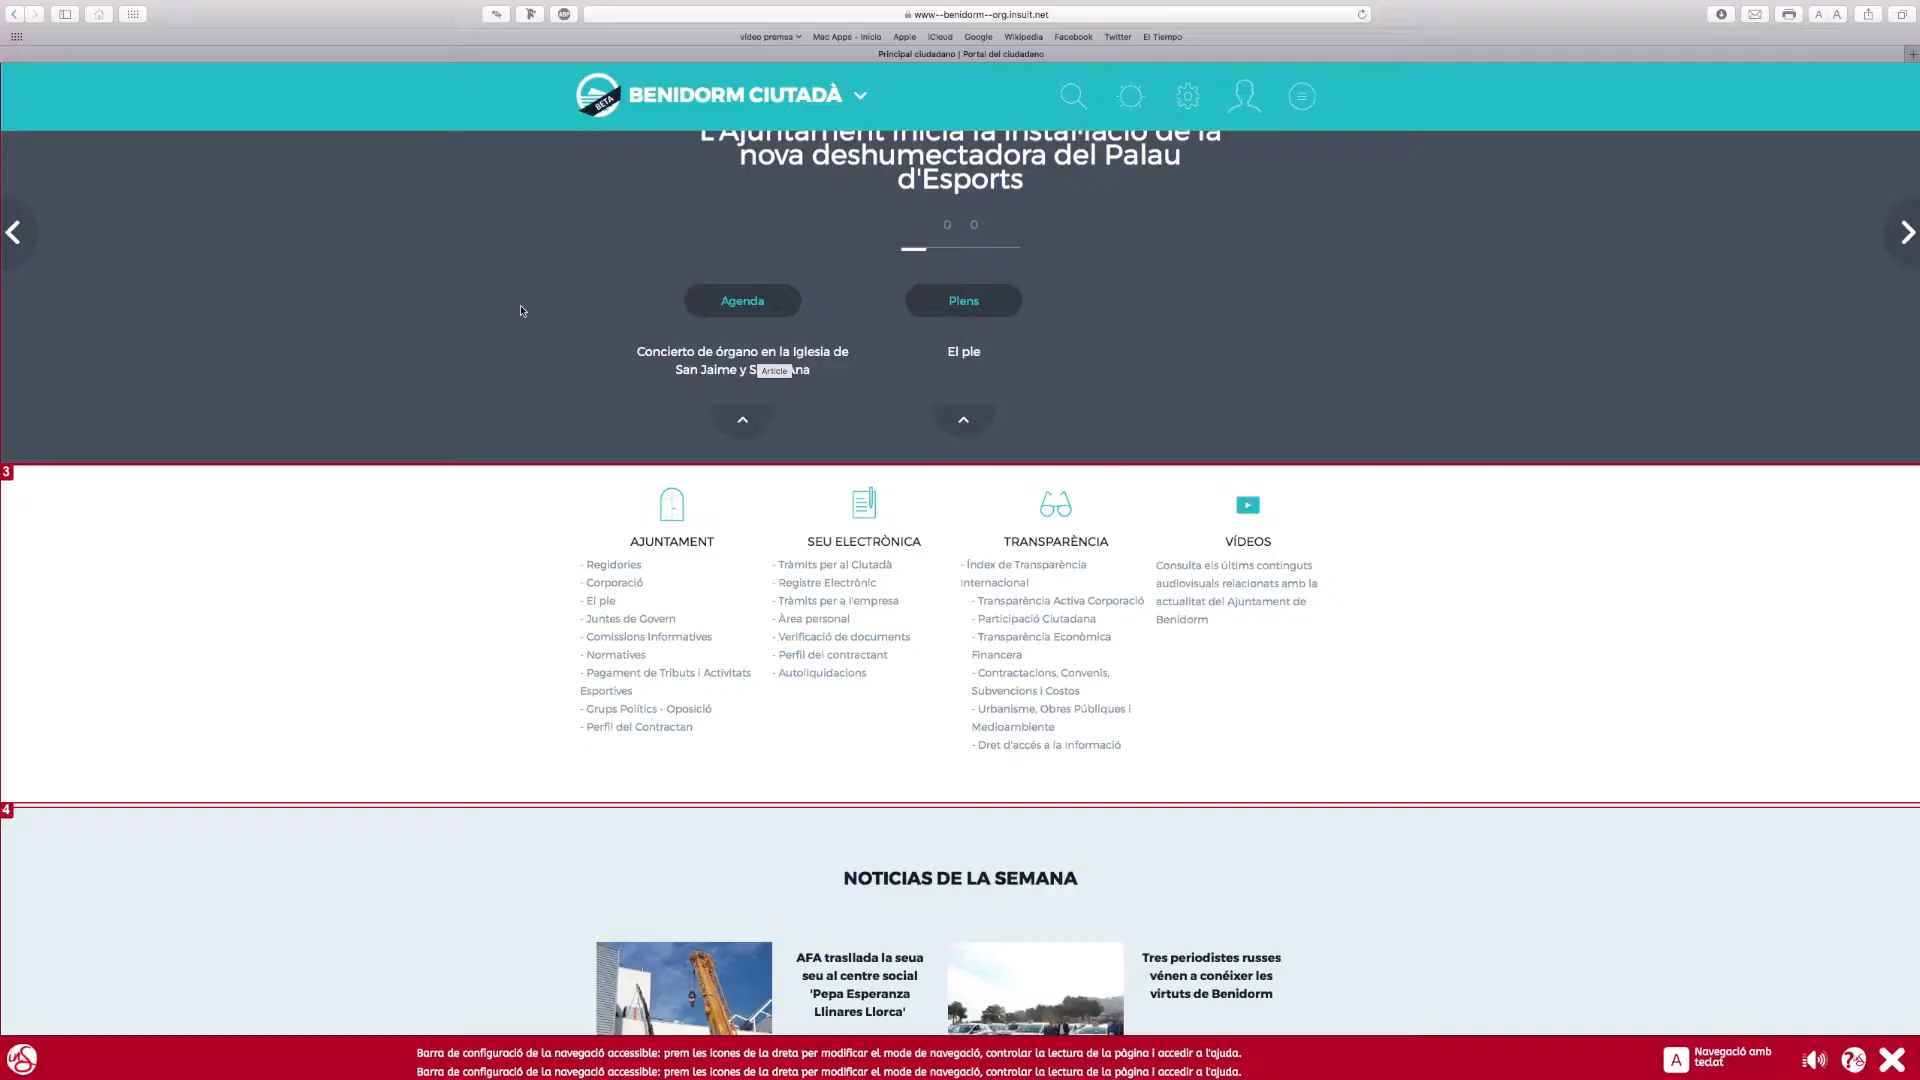 www--benidorm--org.insuit.net
A A
vídeo premsa Mac Apps - Inicio Apple iCloud Google Wikipedia Facebook Twitter El Tiempo
Principal ciudadano | Portal del ciudadano
BETA
BENIDORM CIUTADÀ
L'Ajuntament inicia la instal·lació de la
nova deshumectadora del Palau
d'Esports
0 0
Agenda
Plens
Concierto de órgano en la Iglesia de
San Jaime y S Ana
Article
El ple
3
AJUNTAMENT
- Regidories
- Corporació
- El ple
- Juntes de Govern
- Comissions Informatives
- Normatives
- Pagament de Tributs i Activitats
Esportives
- Grups Polítics - Oposició
- Perfil del Contractan
SEU ELECTRÒNICA
- Tràmits per al Ciutadà
- Registre Electrònic
- Tràmits per a l'empresa
- Àrea personal
- Verificació de documents
- Perfil del contractant
- Autoliquidacions
TRANSPARÈNCIA
- Índex de Transparència
Internacional
- Transparència Activa Corporació
- Participació Ciutadana
- Transparència Econòmica
Financera
- Contractacions, Convenis,
Subvencions i Costos
- Urbanisme, Obres Públiques i
Medioambiente
- Dret d'accés a la Informació
VÍDEOS
Consulta els últims continguts
audiovisuals relacionats amb la
actualitat del Ajuntament de
Benidorm
4
NOTICIAS DE LA SEMANA
AFA trasllada la seua
seu al centre social
'Pepa Esperanza
Llinares Llorca'
Tres periodistes russes
vénen a conéixer les
virtuts de Benidorm
Barra de configuració de la navegació accessible: prem les icones de la dreta per modificar el mode de navegació, controlar la lectura de la pàgina i accedir a l'ajuda.
Barra de configuració de la navegació accessible: prem les icones de la dreta per modificar el mode de navegació, controlar la lectura de la pàgina i accedir a l'ajuda.
A
Navegació amb
teclat